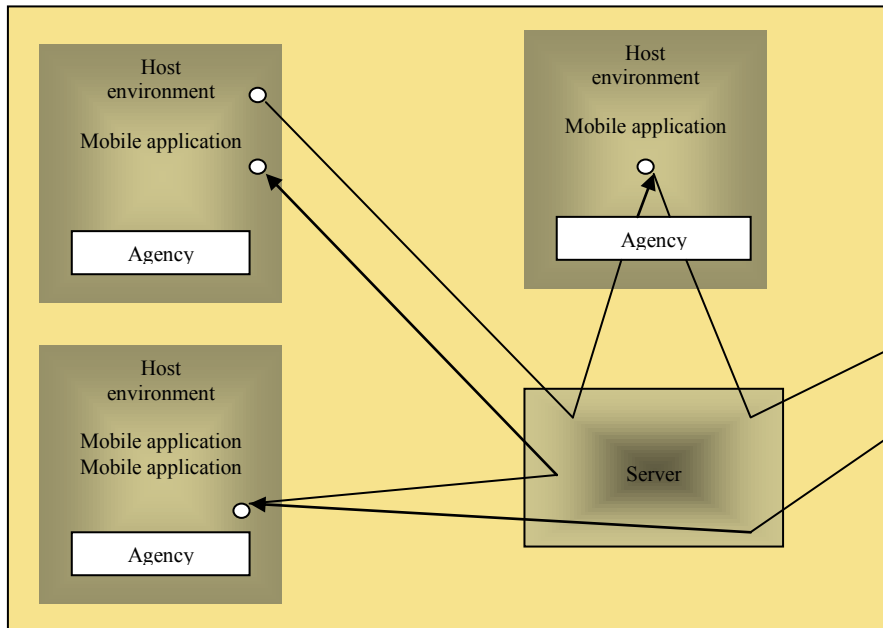 Host
environment
Mobile application
Agency
Host
environment
Mobile application
Agency
Host
environment
Mobile application
Mobile application
Agency
Server